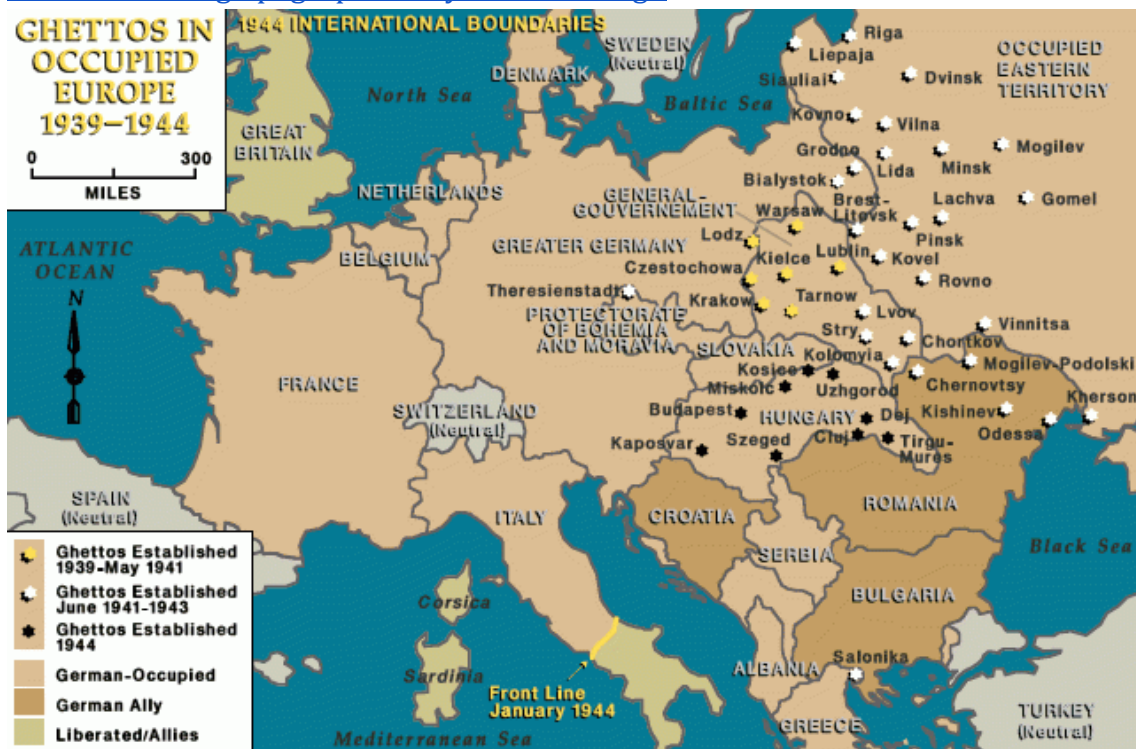 GHETTOS IN
OCCUPIED
EUROPE
1939–1944
0 300
MILES
1944 INTERNATIONAL BOUNDARIES
SWEDEN
(Neutral)
DENMARK
North Sea
Baltic Sea
GREAT
BRITAIN
NETHERLANDS
BELGIUM
ATLANTIC
OCEAN
N
FRANCE
SWITZERLAND
(Neutral)
SPAIN
(Neutral)
ITALY
Corsica
Sardinia
Mediterranean Sea
Front Line
January 1944
Riga
Liepaja
Siauliai
Dvinsk
OCCUPIED
EASTERN
TERRITORY
Kovno
Vilna
Grodno
Lida
Minsk
Mogilev
Bialystok
Brest-
Litovsk
Lachva
Gomel
Pinsk
GENERAL-
GOUVERNEMENT
Warsaw
Lodz
GREATER GERMANY
Kielce
Lublin
Kovel
Czestochowa
Rovno
Theresienstadt
Krakow
Tarnow
Lvov
PROTECTORATE
OF BOHEMIA
AND MORAVIA
Stry
Vinnitsa
Chortkov
SLOVAKIA
Kolomyia
Mogilev-Podolski
Kosice
Uzhgorod
Chernovtsy
Miskolc
Kherson
Budapest
HUNGARY
Dej
Kishinev
Odessa
Kaposvar
Szeged
Cluj
Tirgu-
Mures
CROATIA
ROMANIA
SERBIA
Black Sea
BULGARIA
ALBANIA
Salonika
GREECE
TURKEY
(Neutral)
Ghettos Established
1939-May 1941
Ghettos Established
June 1941-1943
Ghettos Established
1944
German-Occupied
German Ally
Liberated/Allies